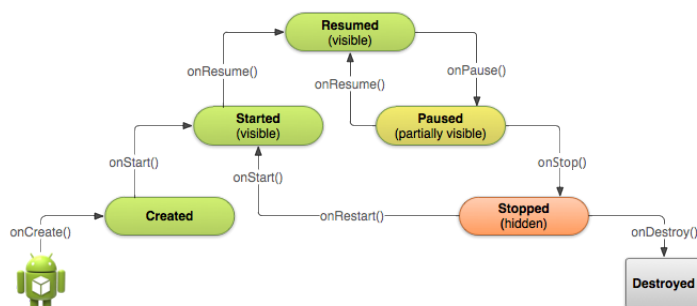 Resumed
(visible)
onResume()
onResume()
onPause()
Started
(visible)
Paused
(partially visible)
onStart()
onStart()
onStop()
Created
onRestart()
Stopped
(hidden)
onCreate()
onDestroy()
Destroyed